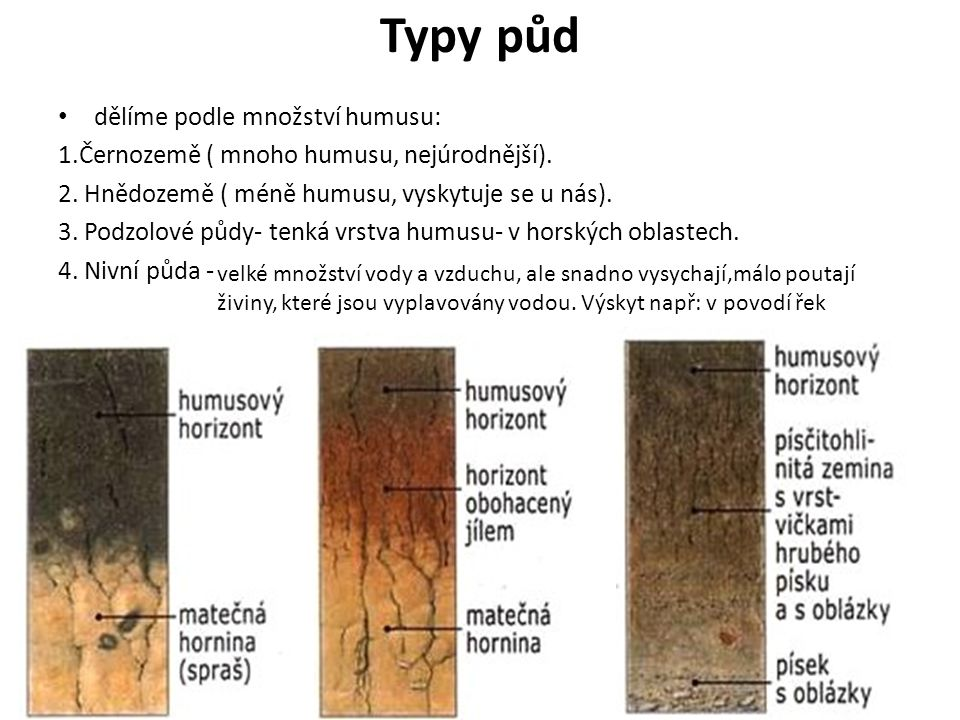 Typy půd
• dělíme podle množství humusu:
1.Černozemě ( mnoho humusu, nejúrodnější).
2. Hnědozemě ( méně humusu, vyskytuje se u nás).
3. Podzolové půdy- tenká vrstva humusu- v horských oblastech.
4. Nivní půda - velké množství vody a vzduchu, ale snadno vysychají,málo poutají
živiny, které jsou vyplavovány vodou. Výskyt např: v povodí řek
humusový
horizont
matečná
hornina
(spraš)
humusový
horizont
horizont
obohacený
jílem
matečná
hornina
humusový
horizont
písčitohli-
nitá zemina
s vrst-
vičkami
hrubého
písku
a s oblázky
písek
s oblázky